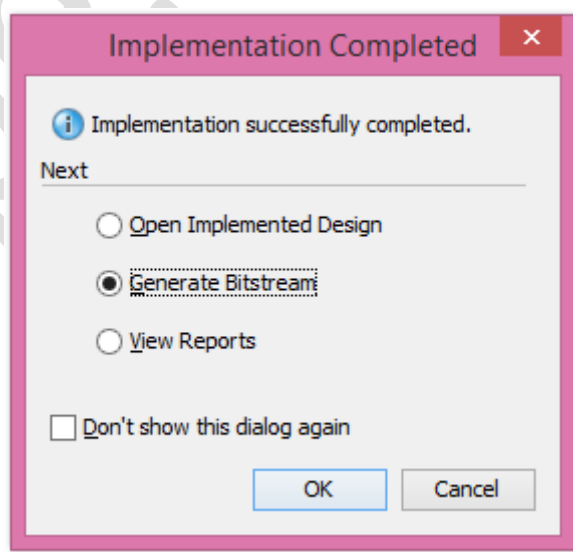 Implementation Completed
Implementation successfully completed.
Next
Open Implemented Design
Generate Bitstream
View Reports
Don't show this dialog again
OK Cancel